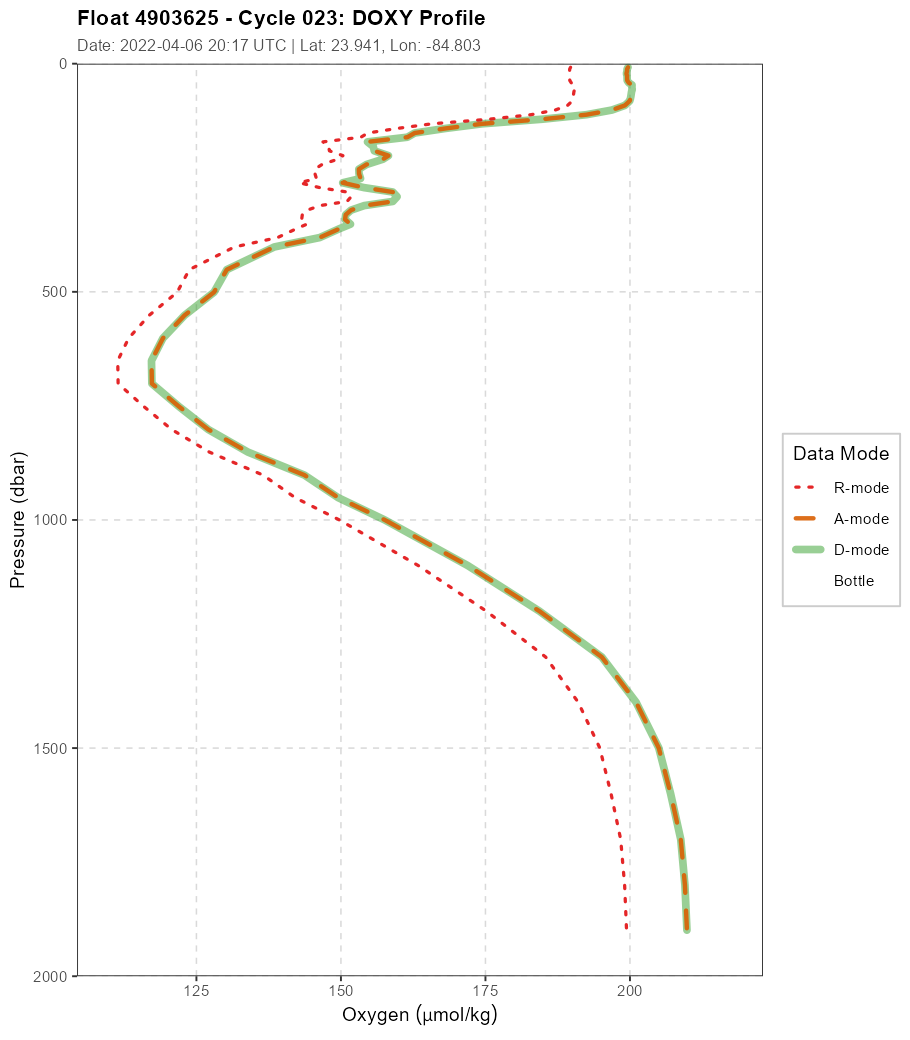 Float 4903625 - Cycle 023: DOXY Profile
Date: 2022-04-06 20:17 UTC | Lat: 23.941, Lon: -84.803
0
500
1000
1500
2000
Pressure (dbar)
125 150 175 200
Oxygen (μmol/kg)
Data Mode
R-mode
A-mode
D-mode
Bottle